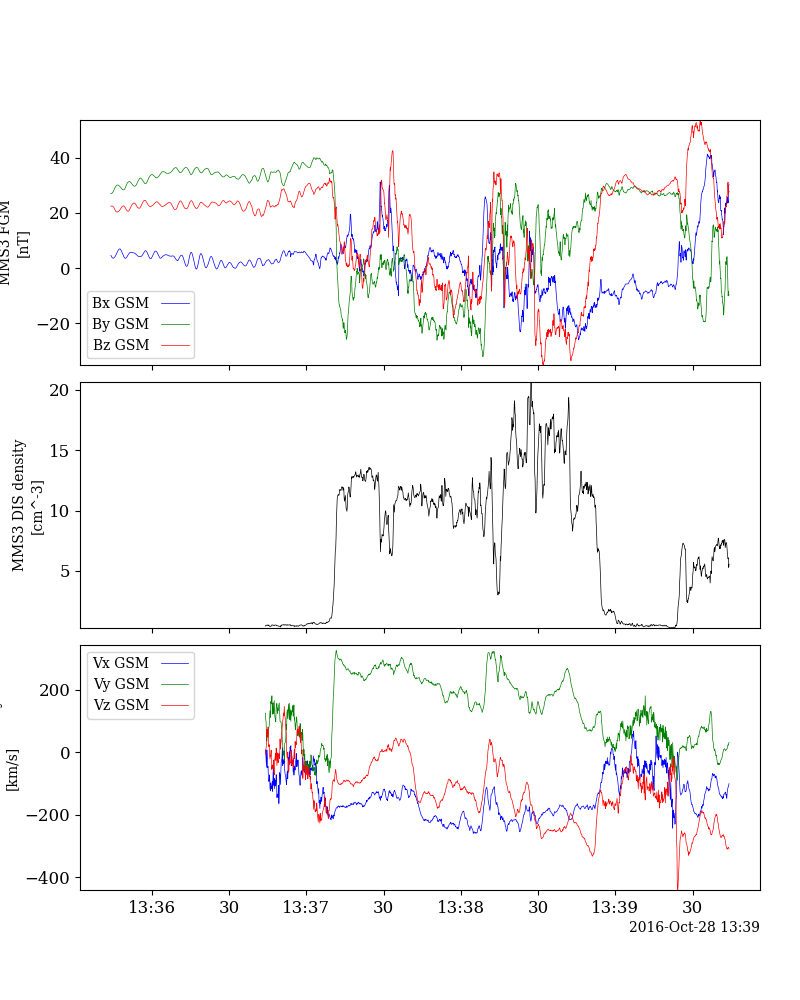 40
20
0
−20
MMS3 FGM
[nT]
Bx GSM
By GSM
Bz GSM
20
15
10
5
MMS3 DIS density
[cm^-3]
200
0
−200
−400
[km/s]
Vx GSM
Vy GSM
Vz GSM
13:36 30 13:37 30 13:38 30 13:39 30
2016-Oct-28 13:39